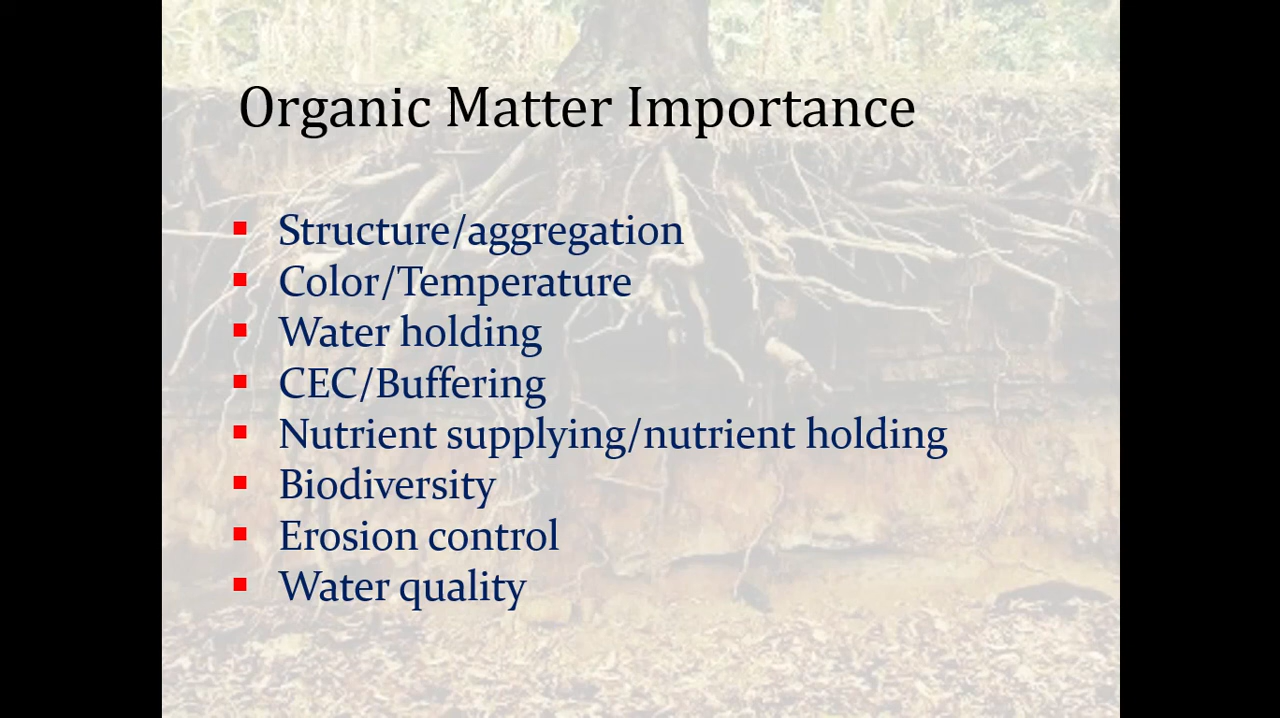 Organic Matter Importance
Structure/aggregation
Color/Temperature
Water holding
CEC/Buffering
Nutrient supplying/nutrient holding
Biodiversity
Erosion control
Water quality